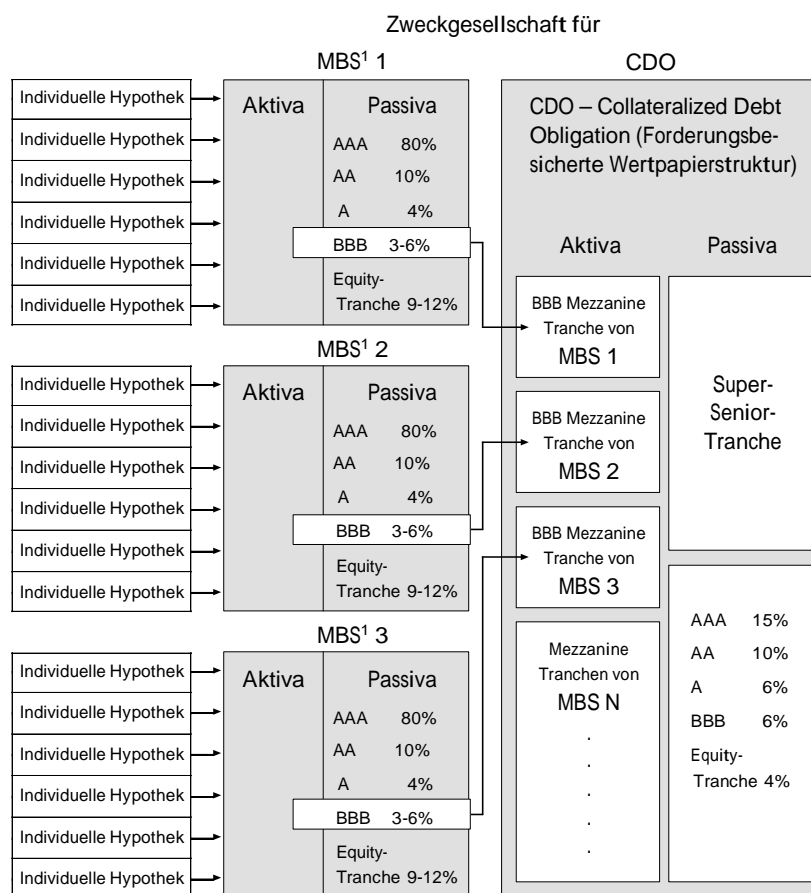 Zweckgesellschaft für
MBS¹ 1
Individuelle Hypothek
Individuelle Hypothek
Individuelle Hypothek
Individuelle Hypothek
Individuelle Hypothek
Individuelle Hypothek
Aktiva
Passiva
AAA 80%
AA 10%
A 4%
BBB 3-6%
Equity-
Tranche 9-12%
MBS¹ 2
Individuelle Hypothek
Individuelle Hypothek
Individuelle Hypothek
Individuelle Hypothek
Individuelle Hypothek
Individuelle Hypothek
Aktiva
Passiva
AAA 80%
AA 10%
A 4%
BBB 3-6%
Equity-
Tranche 9-12%
MBS¹ 3
Individuelle Hypothek
Individuelle Hypothek
Individuelle Hypothek
Individuelle Hypothek
Individuelle Hypothek
Individuelle Hypothek
Aktiva
Passiva
AAA 80%
AA 10%
A 4%
BBB 3-6%
Equity-
Tranche 9-12%
CDO
CDO – Collateralized Debt
Obligation (Forderungsbe-
sicherte Wertpapierstruktur)
Aktiva
BBB Mezzanine
Tranche von
MBS 1
BBB Mezzanine
Tranche von
MBS 2
BBB Mezzanine
Tranche von
MBS 3
Mezzanine
Tranchen von
MBS N
.
.
.
.
.
Passiva
Super-
Senior-
Tranche
AAA 15%
AA 10%
A 6%
BBB 6%
Equity-
Tranche 4%